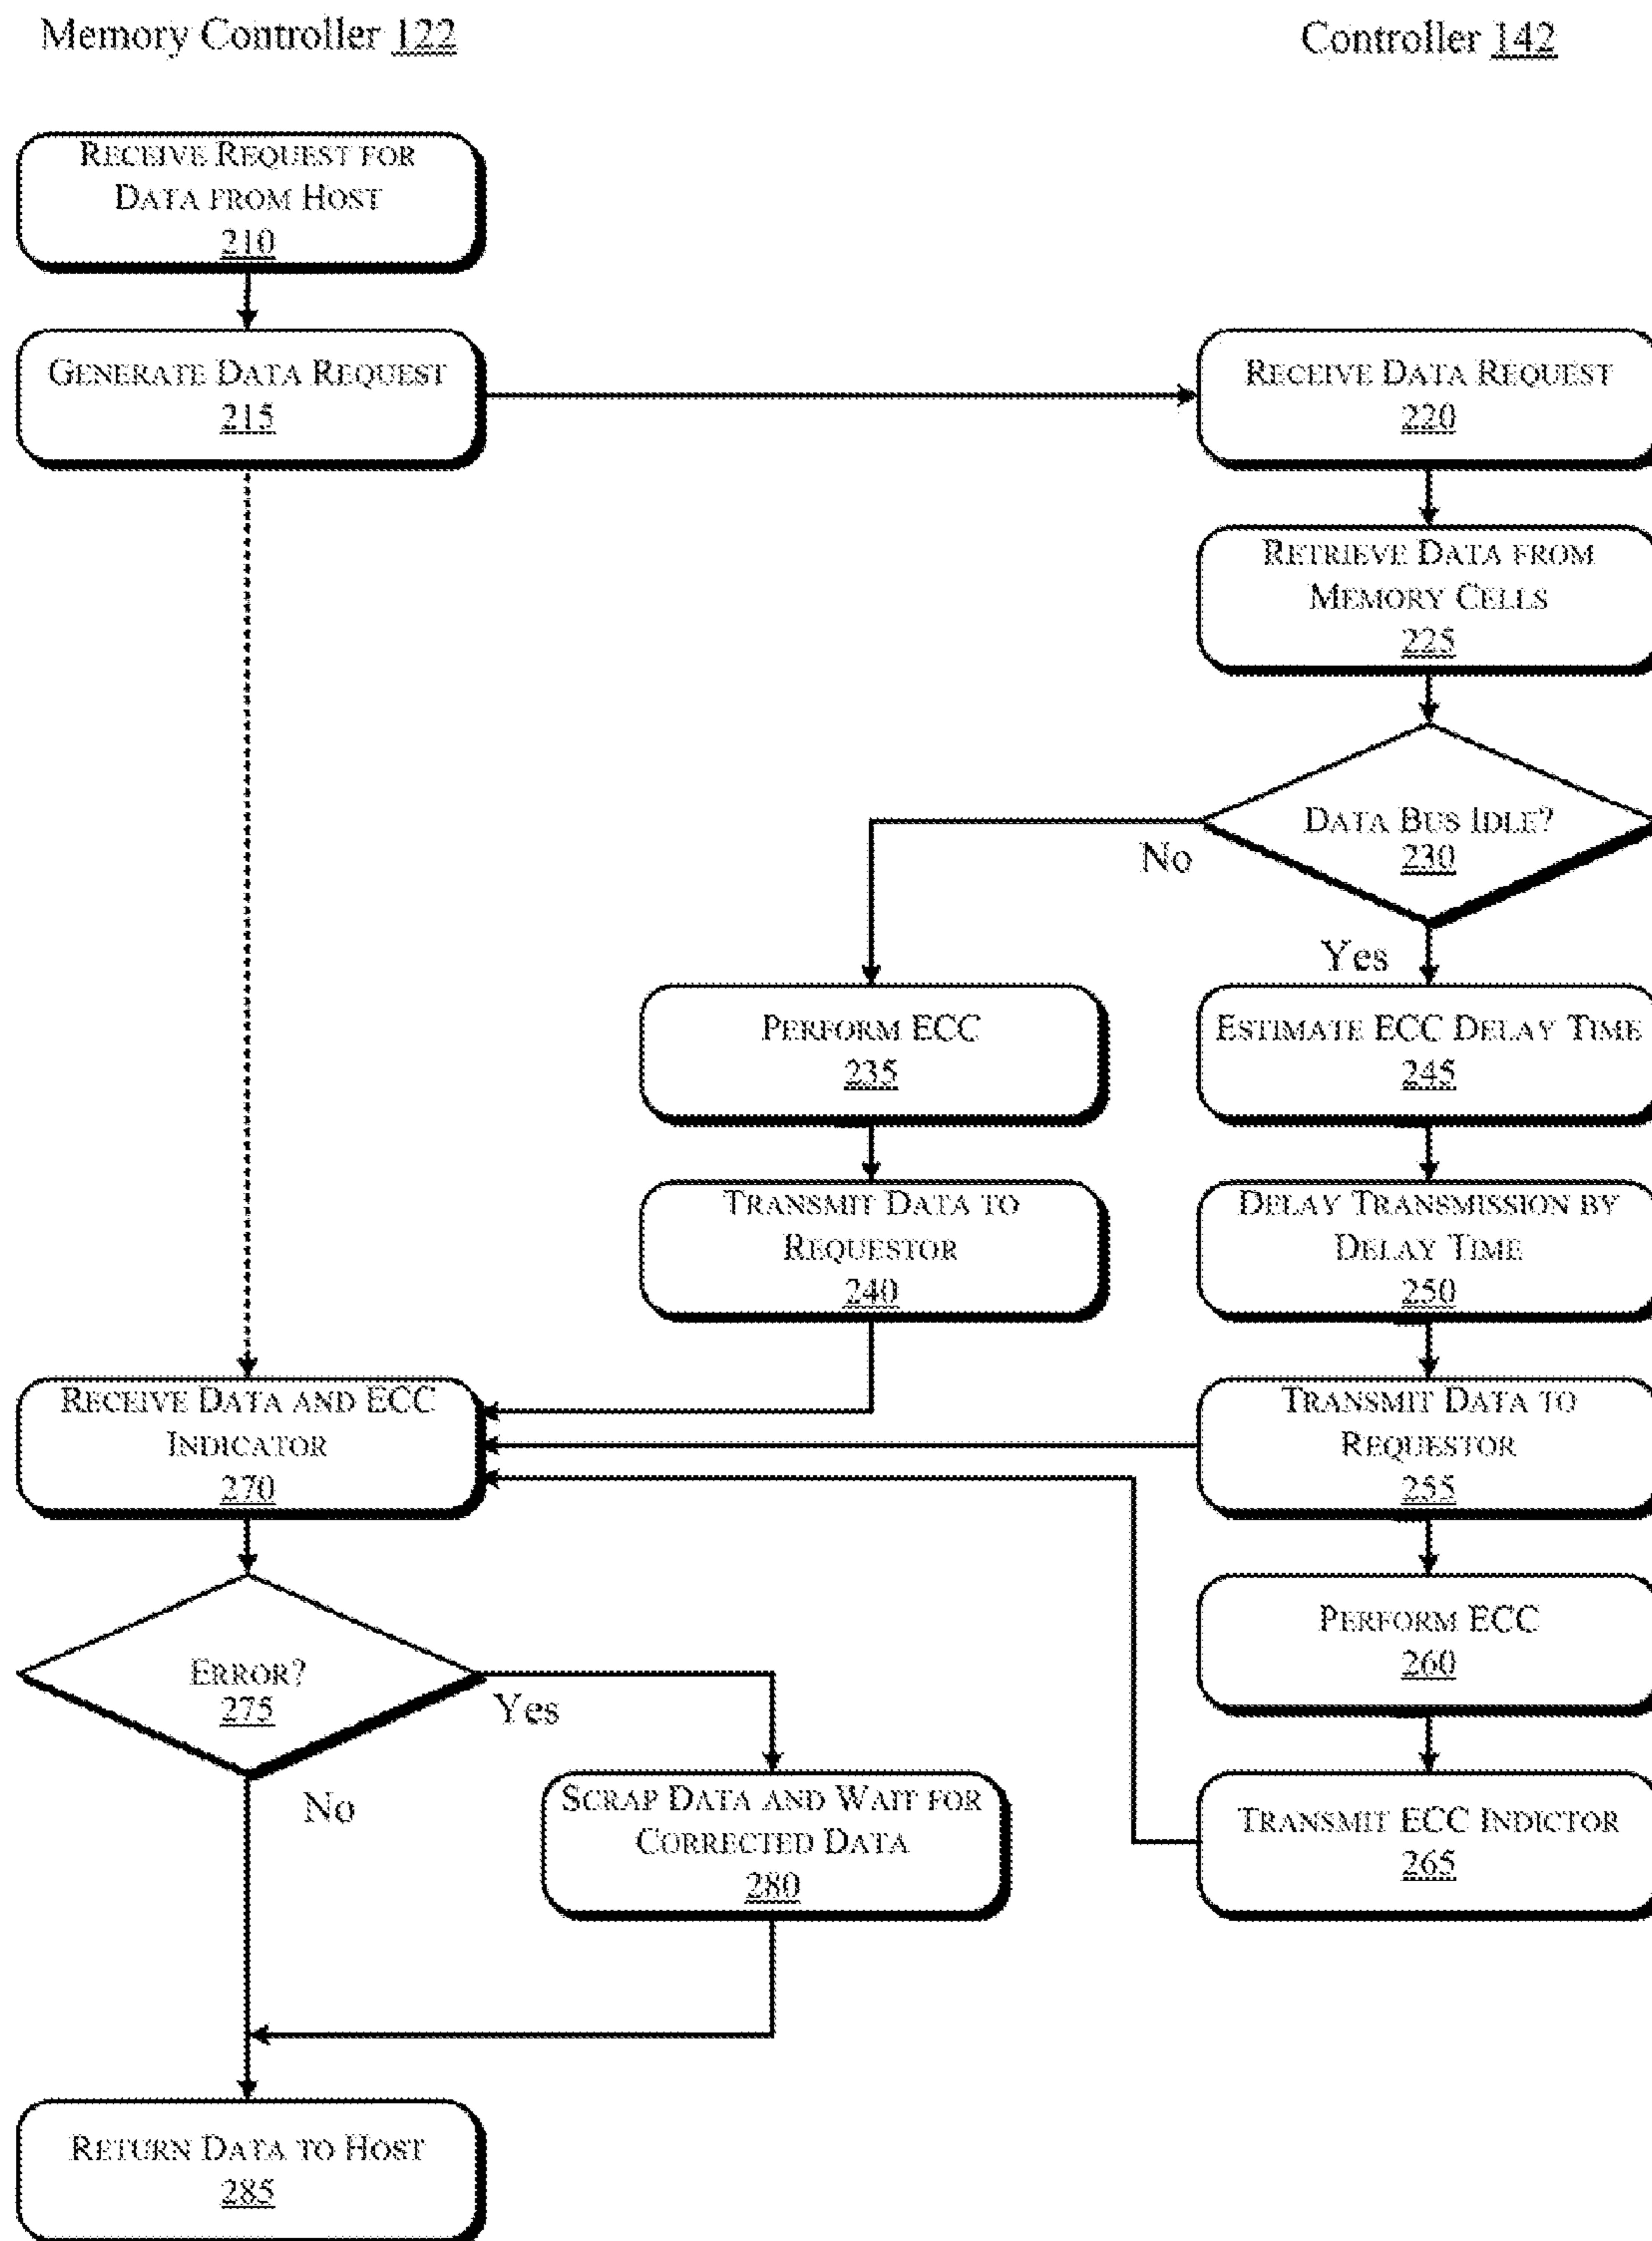 Memory Controller 122
Controller 142
RECEIVE REQUEST FOR
DATA FROM HOST
210
GENERATE DATA REQUEST
215
RECEIVE DATA REQUEST
220
RETRIEVE DATA FROM
MEMORY CELLS
225
DATA BUS IDLE?
230
No
Yes
PERFORM ECC
235
ESTIMATE ECC DELAY TIME
245
TRANSMIT DATA TO
REQUESTOR
240
DELAY TRANSMISSION BY
DELAY TIME
250
RECEIVE DATA AND ECC
INDICATOR
270
TRANSMIT DATA TO
REQUESTOR
255
PERFORM ECC
260
ERROR?
275
Yes
No
SCRAP DATA AND WAIT FOR
CORRECTED DATA
280
TRANSMIT ECC INDICTOR
265
RETURN DATA TO HOST
285